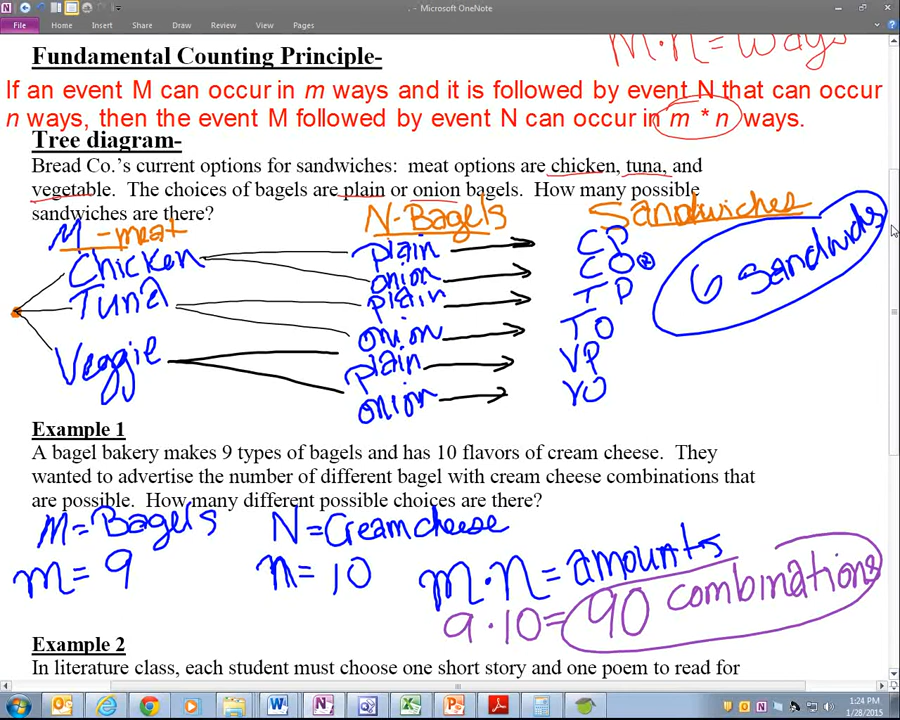 . - Microsoft OneNote
File Home Insert Share Draw Review View Pages
Fundamental Counting Principle-
M·n = Ways
If an event M can occur in m ways and it is followed by event N that can occur
n ways, then the event M followed by event N can occur in m * n ways.
Tree diagram-
Bread Co.'s current options for sandwiches: meat options are chicken, tuna, and
vegetable. The choices of bagels are plain or onion bagels. How many possible
sandwiches are there?
M - meat N-Bagels Sandwiches
Chicken plain CP
onion CO
Tuna plain TP
onion TO
Veggie plain VP
onion VO
6 sandwichs
Example 1
A bagel bakery makes 9 types of bagels and has 10 flavors of cream cheese. They
wanted to advertise the number of different bagel with cream cheese combinations that
are possible. How many different possible choices are there?
M = Bagels N = Cream cheese
m = 9 n = 10 m·n = amounts
9·10 = 90 combinations
Example 2
In literature class, each student must choose one short story and one poem to read for
1:24 PM
1/28/2015